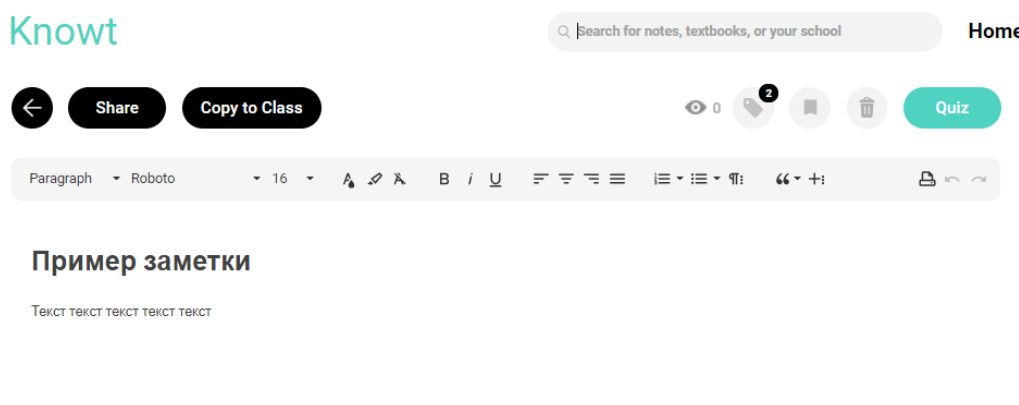 Knowt
Search for notes, textbooks, or your school
Home
Share
Copy to Class
0
2
Quiz
Paragraph
Roboto
16
B i U
Пример заметки
Текст текст текст текст текст